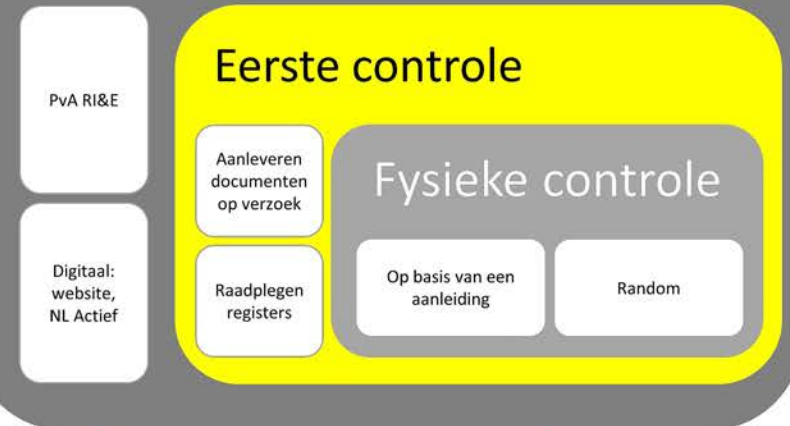 PvA RI&E
Digitaal:
website,
NL Actief
Eerste controle
Aanleveren
documenten
op verzoek
Raadplegen
registers
Fysieke controle
Op basis van een
aanleiding
Random